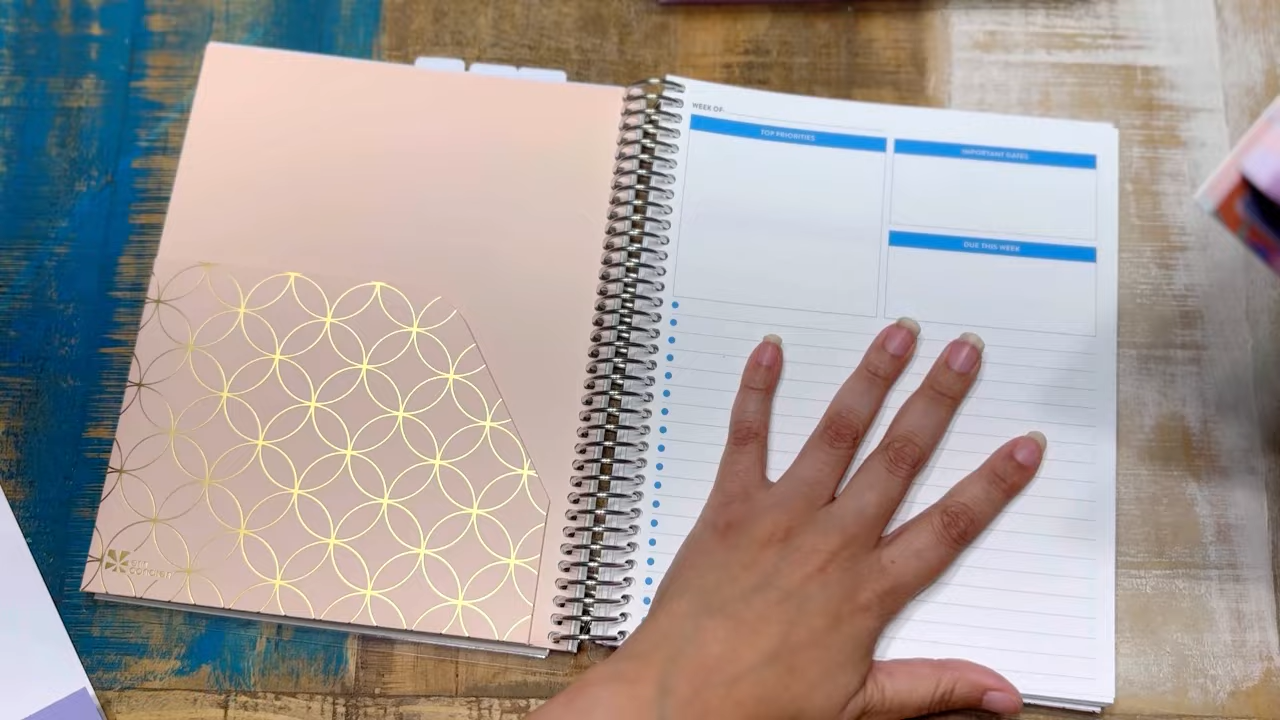 WEEK OF:
TOP PRIORITIES
IMPORTANT DATES
DUE THIS WEEK